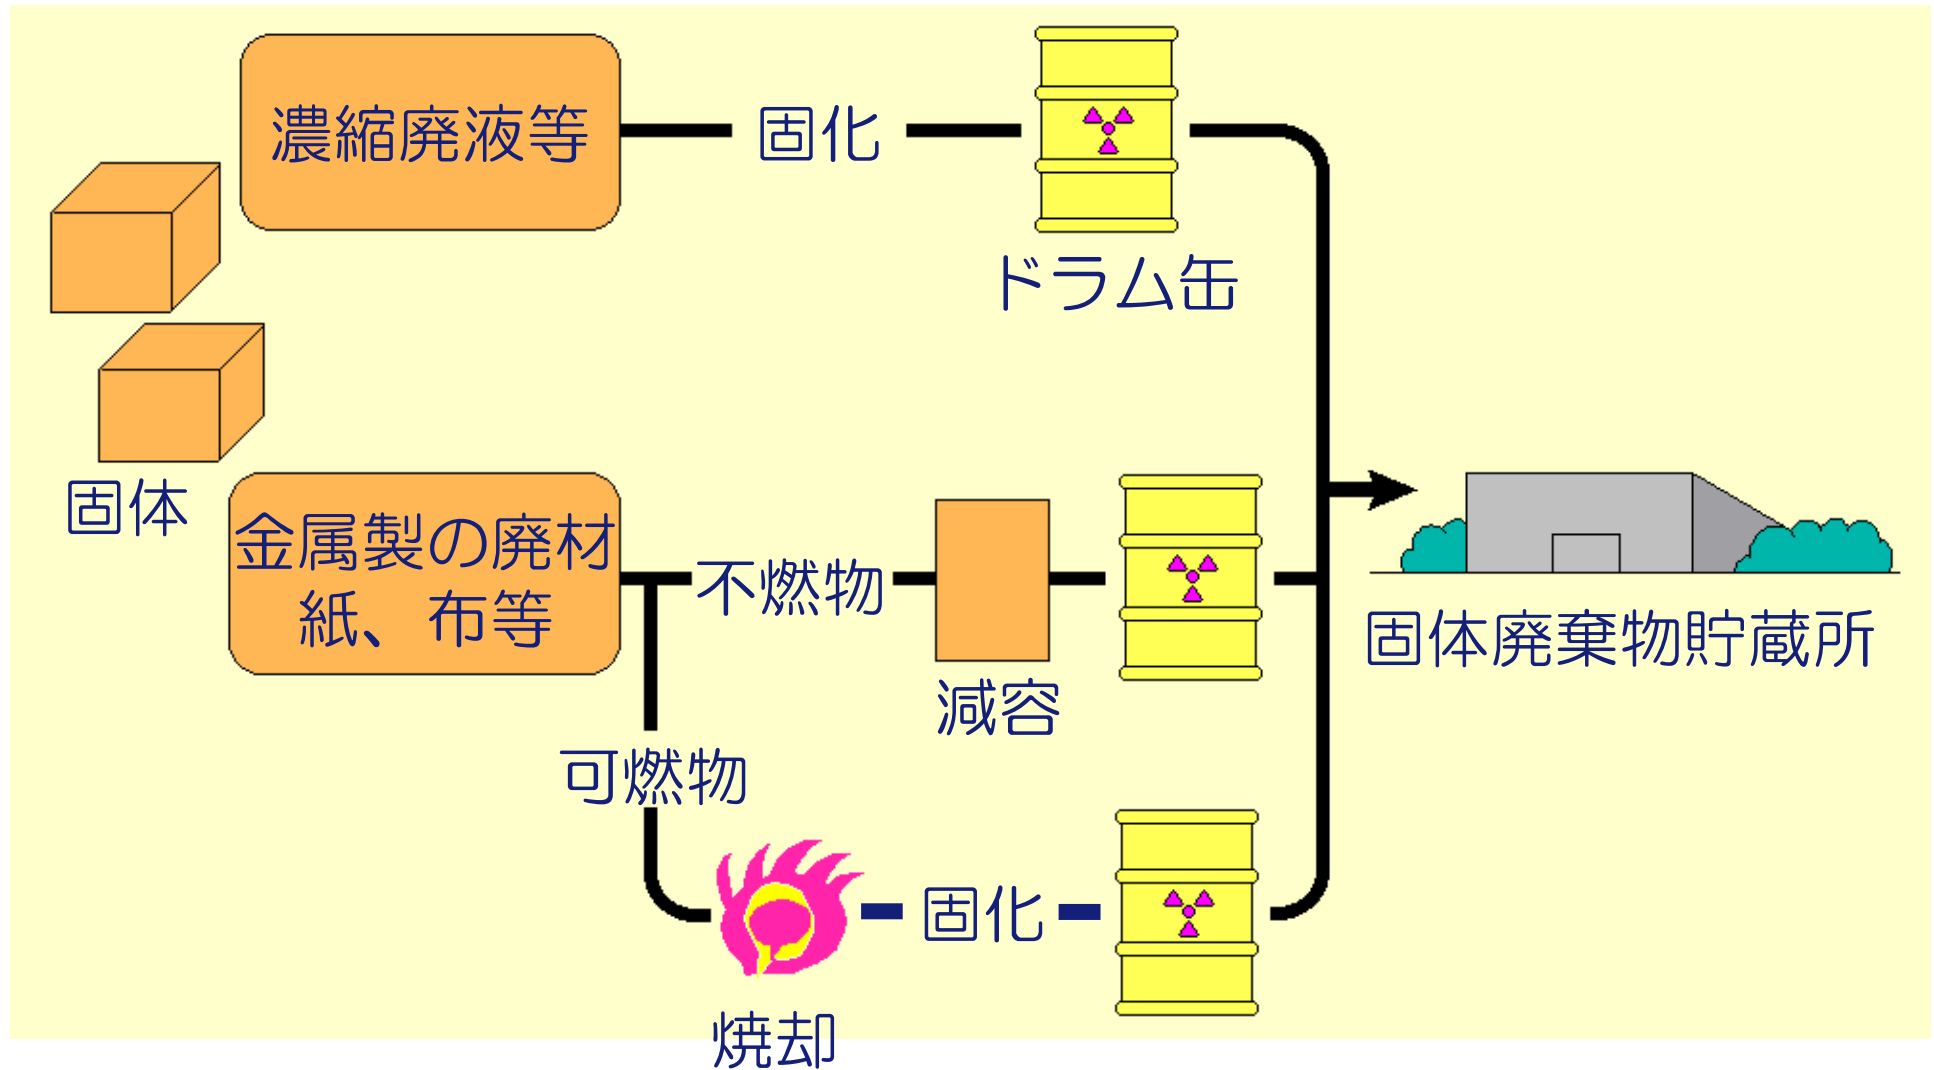 濃縮廃液等
固化
ドラム缶
固体
金属製の廃材
紙、布等
不燃物
減容
可燃物
焼却
固化
固体廃棄物貯蔵所